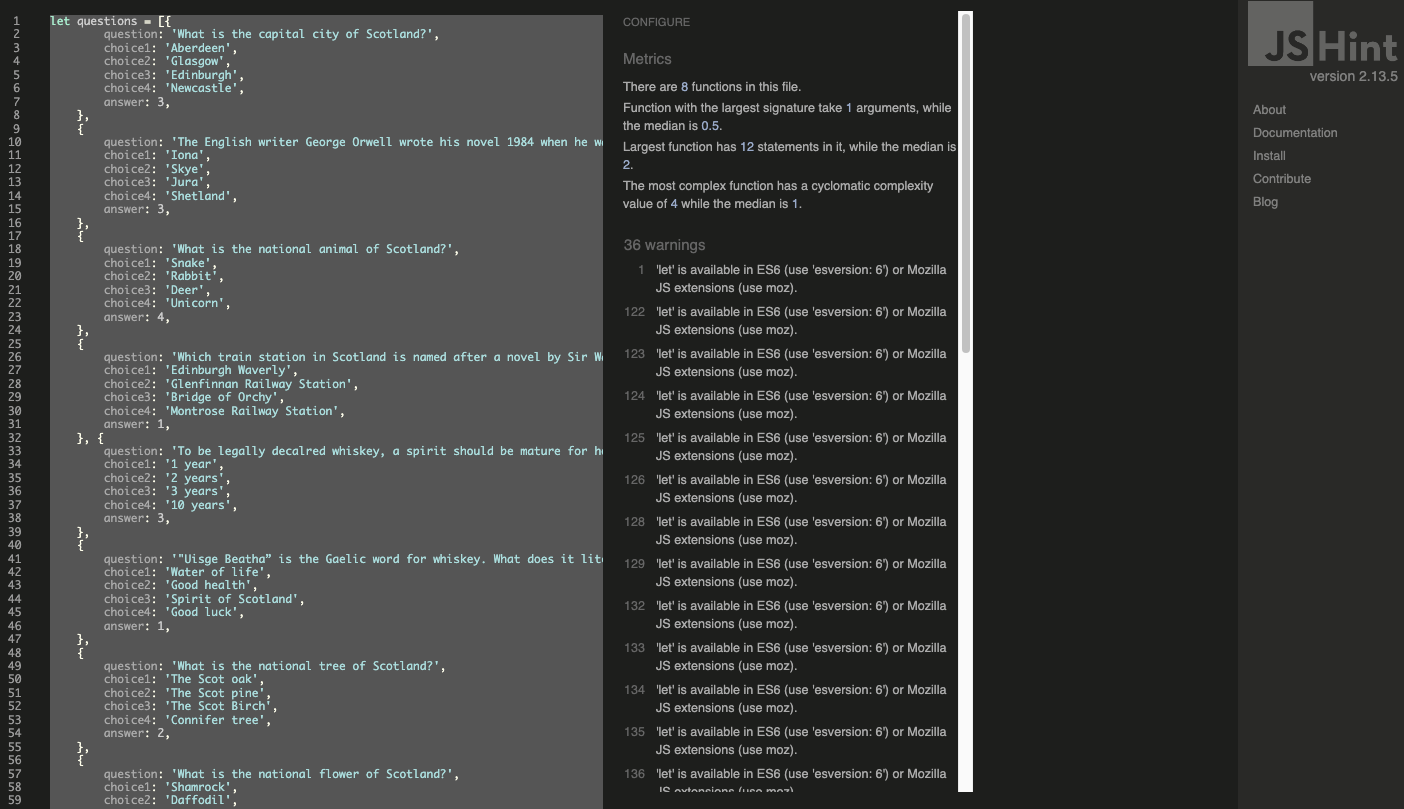 1 let questions = [{
2 question: 'What is the capital city of Scotland?',
3 choice1: 'Aberdeen',
4 choice2: 'Glasgow',
5 choice3: 'Edinburgh',
6 choice4: 'Newcastle',
7 answer: 3,
8 },
9 {
10 question: 'The English writer George Orwell wrote his novel 1984 when he w
11 choice1: 'Iona',
12 choice2: 'Skye',
13 choice3: 'Jura',
14 choice4: 'Shetland',
15 answer: 3,
16 },
17 {
18 question: 'What is the national animal of Scotland?',
19 choice1: 'Snake',
20 choice2: 'Rabbit',
21 choice3: 'Deer',
22 choice4: 'Unicorn',
23 answer: 4,
24 },
25 {
26 question: 'Which train station in Scotland is named after a novel by Sir W
27 choice1: 'Edinburgh Waverly',
28 choice2: 'Glenfinnan Railway Station',
29 choice3: 'Bridge of Orchy',
30 choice4: 'Montrose Railway Station',
31 answer: 1,
32 }, {
33 question: 'To be legally decalred whiskey, a spirit should be mature for h
34 choice1: '1 year',
35 choice2: '2 years',
36 choice3: '3 years',
37 choice4: '10 years',
38 answer: 3,
39 },
40 {
41 question: '"Uisge Beatha” is the Gaelic word for whiskey. What does it lit
42 choice1: 'Water of life',
43 choice2: 'Good health',
44 choice3: 'Spirit of Scotland',
45 choice4: 'Good luck',
46 answer: 1,
47 },
48 {
49 question: 'What is the national tree of Scotland?',
50 choice1: 'The Scot oak',
51 choice2: 'The Scot pine',
52 choice3: 'The Scot Birch',
53 choice4: 'Connifer tree',
54 answer: 2,
55 },
56 {
57 question: 'What is the national flower of Scotland?',
58 choice1: 'Shamrock',
59 choice2: 'Daffodil',
CONFIGURE
Metrics
There are 8 functions in this file.
Function with the largest signature take 1 arguments, while
the median is 0.5.
Largest function has 12 statements in it, while the median is
2.
The most complex function has a cyclomatic complexity
value of 4 while the median is 1.
36 warnings
1 'let' is available in ES6 (use 'esversion: 6') or Mozilla
JS extensions (use moz).
122 'let' is available in ES6 (use 'esversion: 6') or Mozilla
JS extensions (use moz).
123 'let' is available in ES6 (use 'esversion: 6') or Mozilla
JS extensions (use moz).
124 'let' is available in ES6 (use 'esversion: 6') or Mozilla
JS extensions (use moz).
125 'let' is available in ES6 (use 'esversion: 6') or Mozilla
JS extensions (use moz).
126 'let' is available in ES6 (use 'esversion: 6') or Mozilla
JS extensions (use moz).
128 'let' is available in ES6 (use 'esversion: 6') or Mozilla
JS extensions (use moz).
129 'let' is available in ES6 (use 'esversion: 6') or Mozilla
JS extensions (use moz).
132 'let' is available in ES6 (use 'esversion: 6') or Mozilla
JS extensions (use moz).
133 'let' is available in ES6 (use 'esversion: 6') or Mozilla
JS extensions (use moz).
134 'let' is available in ES6 (use 'esversion: 6') or Mozilla
JS extensions (use moz).
135 'let' is available in ES6 (use 'esversion: 6') or Mozilla
JS extensions (use moz).
136 'let' is available in ES6 (use 'esversion: 6') or Mozilla
JS extensions (use moz).
JSHint
version 2.13.5
About
Documentation
Install
Contribute
Blog